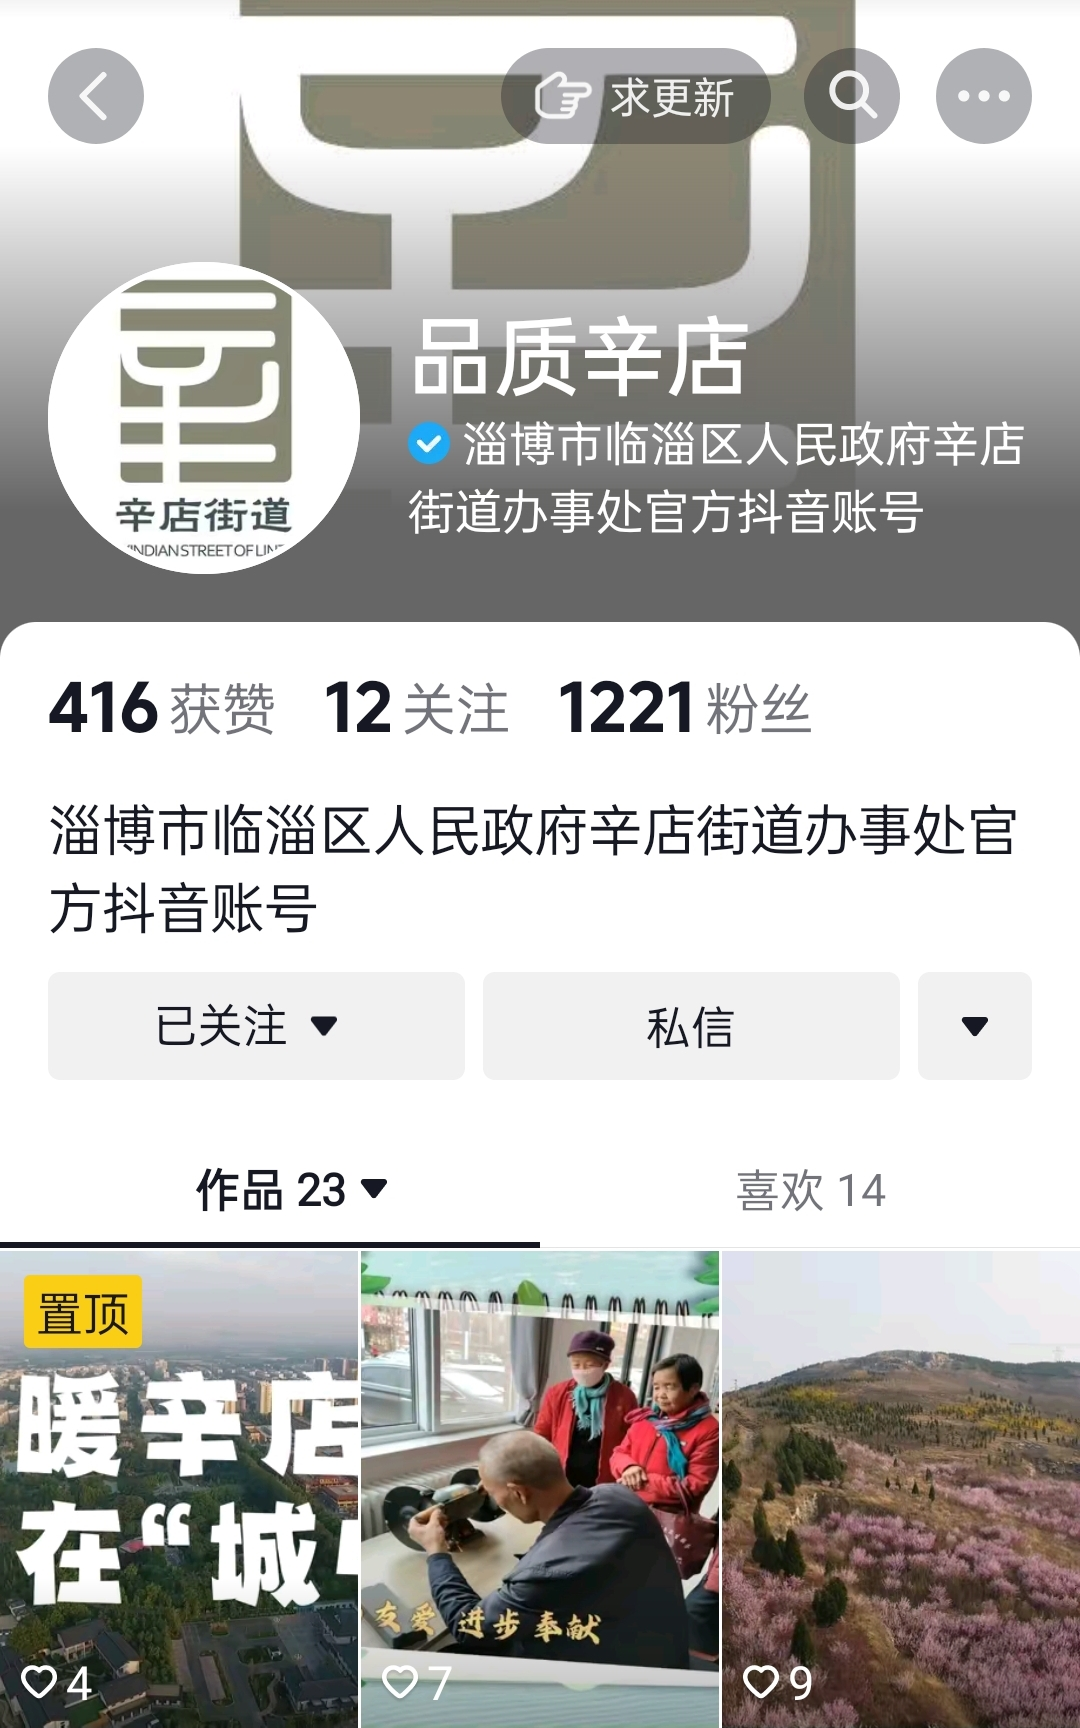 求更新
辛店街道
品质辛店
淄博市临淄区人民政府辛店
街道办事处官方抖音账号
416 获赞 12 关注 1221 粉丝
淄博市临淄区人民政府辛店街道办事处官
方抖音账号
已关注
私信
作品 23
喜欢 14
置顶
暖辛店
在“城
友爱 进步 奉献
4
7
9